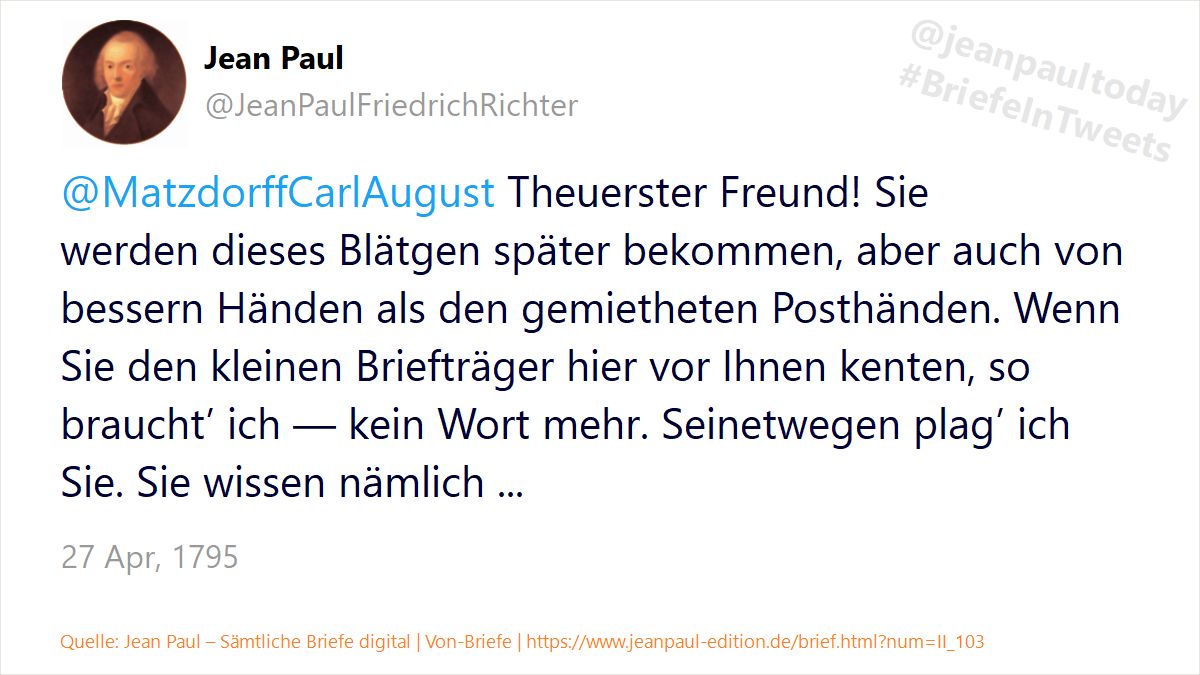 Jean Paul
@JeanPaulFriedrichRichter
@jeanpaultoday
#BriefeInTweets
@MatzdorffCarlAugust Theuerster Freund! Sie
werden dieses Blätgen später bekommen, aber auch von
bessern Händen als den gemietheten Posthänden. Wenn
Sie den kleinen Briefträger hier vor Ihnen kenten, so
braucht’ ich — kein Wort mehr. Seinetwegen plag’ ich
Sie. Sie wissen nämlich ...
27 Apr, 1795
Quelle: Jean Paul – Sämtliche Briefe digital | Von-Briefe | https://www.jeanpaul-edition.de/brief.html?num=II_103